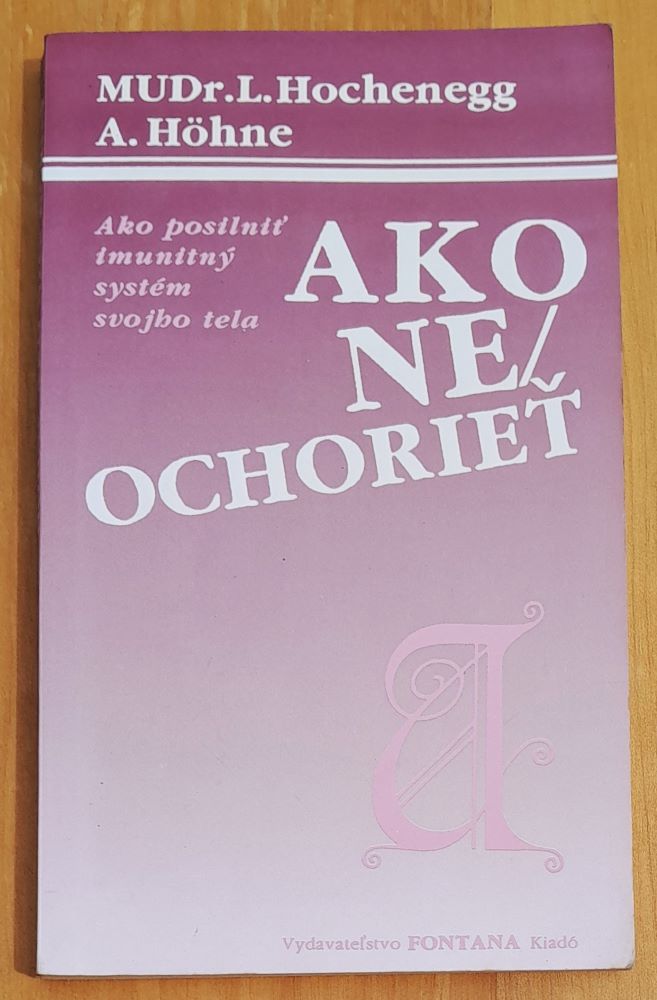 MUDr.L.Hochenegg
A.Höhne
Ako posilniť
imunitný
systém
svojho tela
AKO
NE/
OCHORIEŤ
A
Vydavateľstvo FONTANA Kiadó